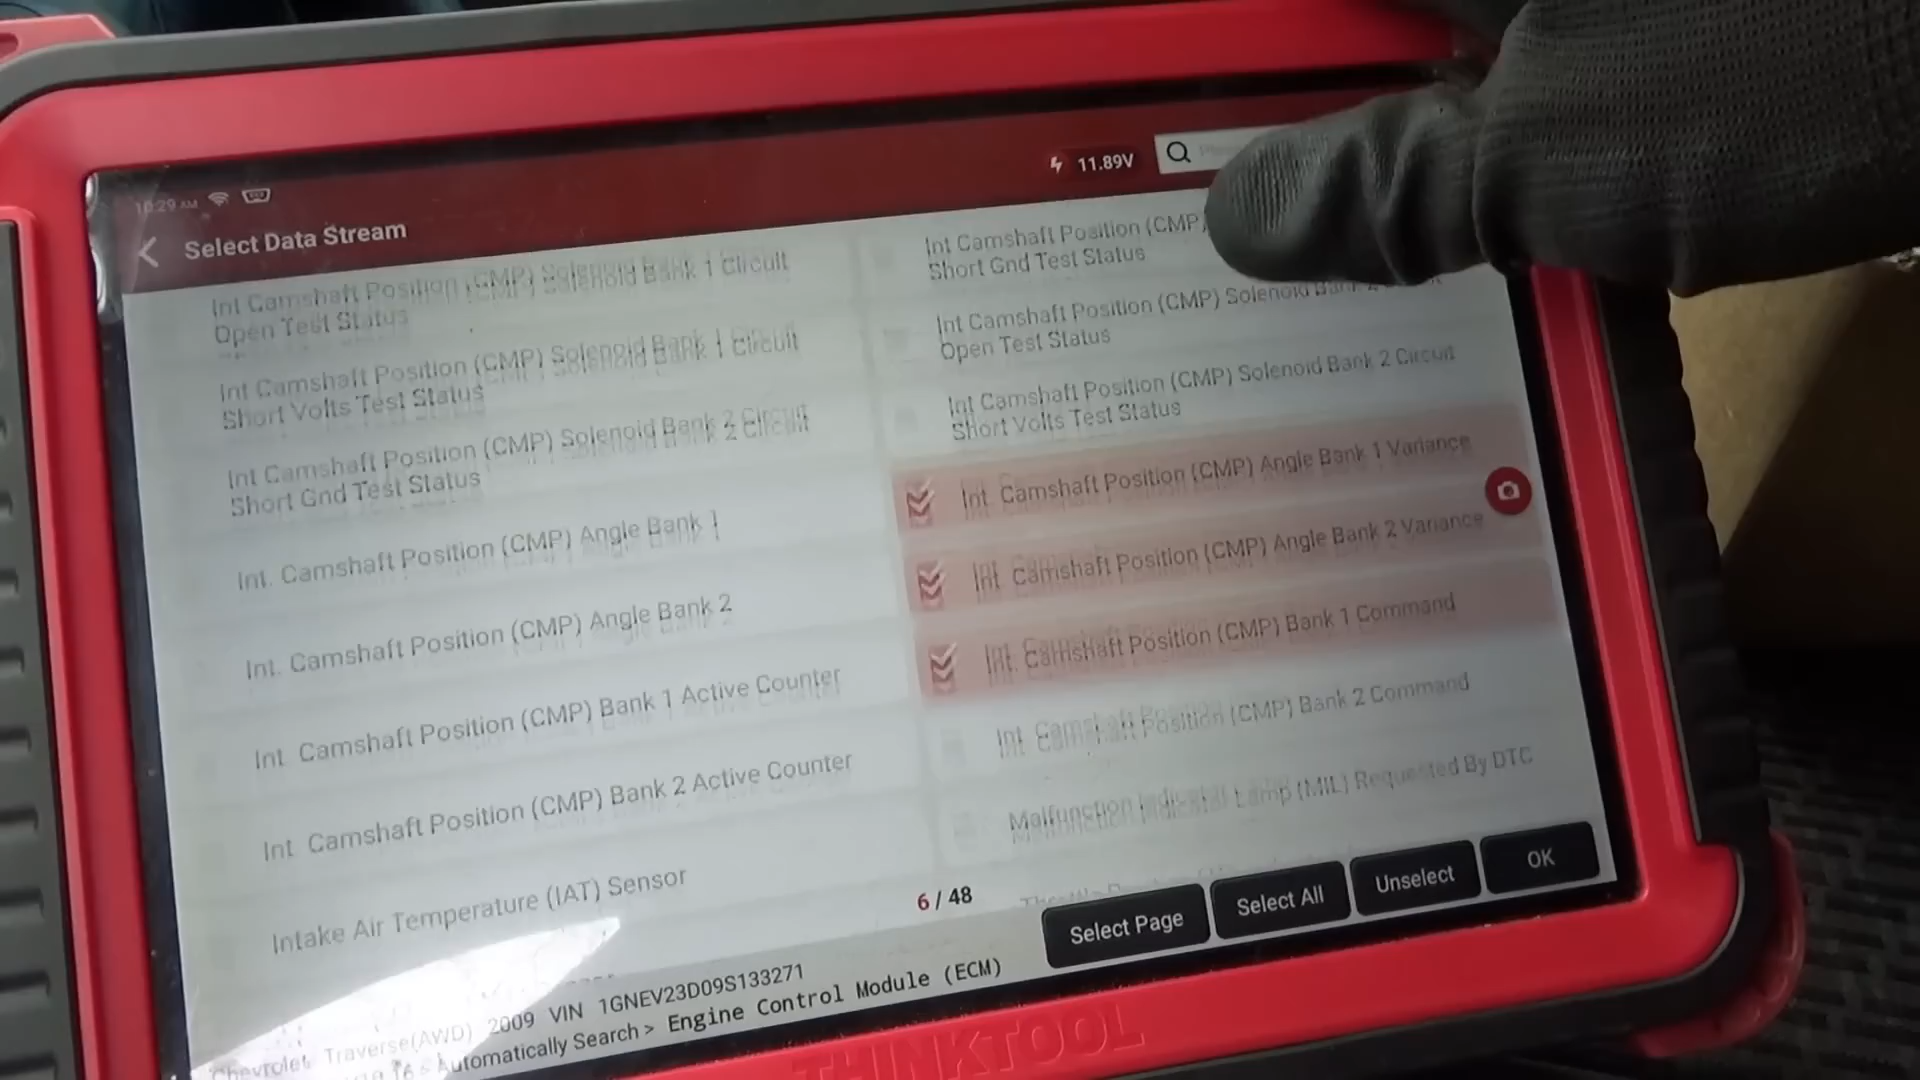 10:29 AM
11.89V
Select Data Stream
Int Camshaft Position (CMP) Solenoid Bank 1 Circuit
Open Test Status
Int Camshaft Position (CMP)
Short Gnd Test Status
Int Camshaft Position (CMP) Solenoid Bank 1 Circuit
Short Volts Test Status
Int Camshaft Position (CMP) Solenoid
Open Test Status
Int Camshaft Position (CMP) Solenoid Bank 2 Circuit
Short Gnd Test Status
Int Camshaft Position (CMP) Solenoid Bank 2 Circuit
Short Volts Test Status
Int. Camshaft Position (CMP) Angle Bank 1
Int. Camshaft Position (CMP) Angle Bank 1 Variance
Int. Camshaft Position (CMP) Angle Bank 2
Int. Camshaft Position (CMP) Angle Bank 2 Variance
Int. Camshaft Position (CMP) Bank 1 Active Counter
Int. Camshaft Position (CMP) Bank 1 Command
Int. Camshaft Position (CMP) Bank 2 Active Counter
Int. Camshaft Position (CMP) Bank 2 Command
Intake Air Temperature (IAT) Sensor
Malfunction Indicator Lamp (MIL) Requested By DTC
6 / 48
Select Page
Select All
Unselect
OK
Chevrolet Traverse(AWD) 2009 VIN 1GNEV23D09S133271
Automatically Search > Engine Control Module (ECM)
THINKTOOL